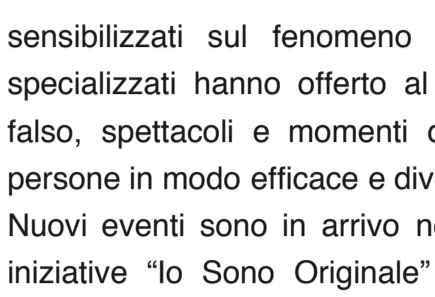 sensibilizzati sul fenomeno
specializzati hanno offerto al
falso, spettacoli e momenti
persone in modo efficace e
Nuovi eventi sono in arrivo
iniziative “Io Sono Originale”